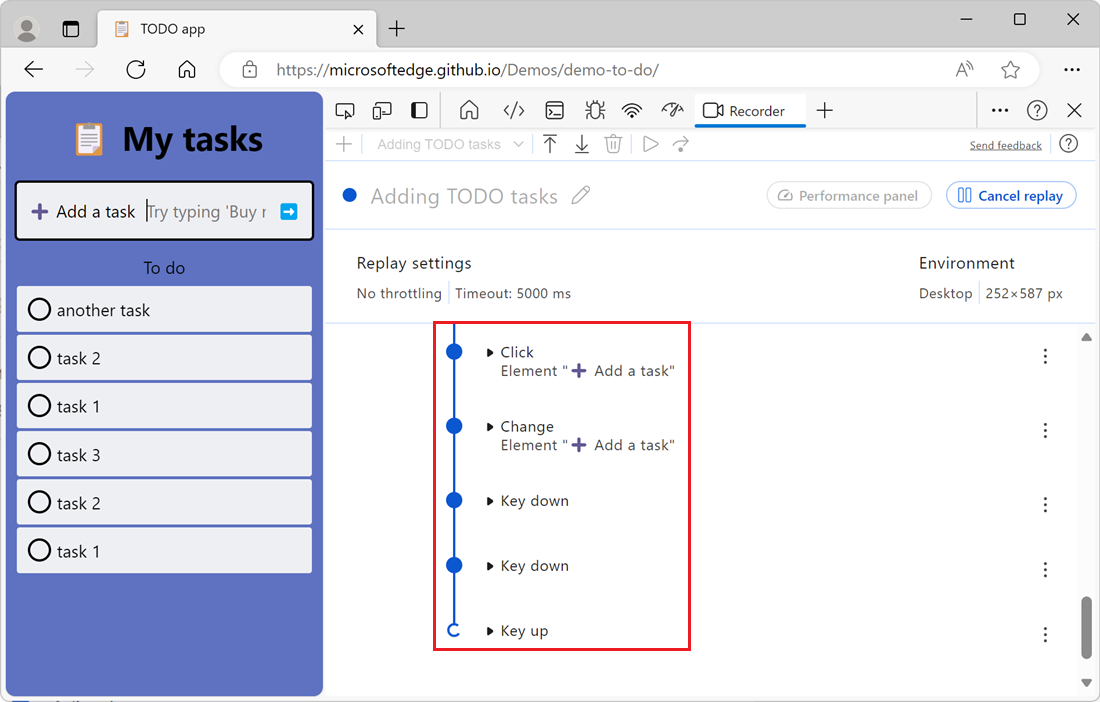 TODO app
https://microsoftedge.github.io/Demos/demo-to-do/
My tasks
Add a task Try typing 'Buy r
To do
another task
task 2
task 1
task 3
task 2
task 1
Recorder
Adding TODO tasks
Send feedback
Adding TODO tasks
Performance panel
Cancel replay
Replay settings
No throttling Timeout: 5000 ms
Environment
Desktop 252×587 px
Click
Element "➕ Add a task"
Change
Element "➕ Add a task"
Key down
Key down
Key up